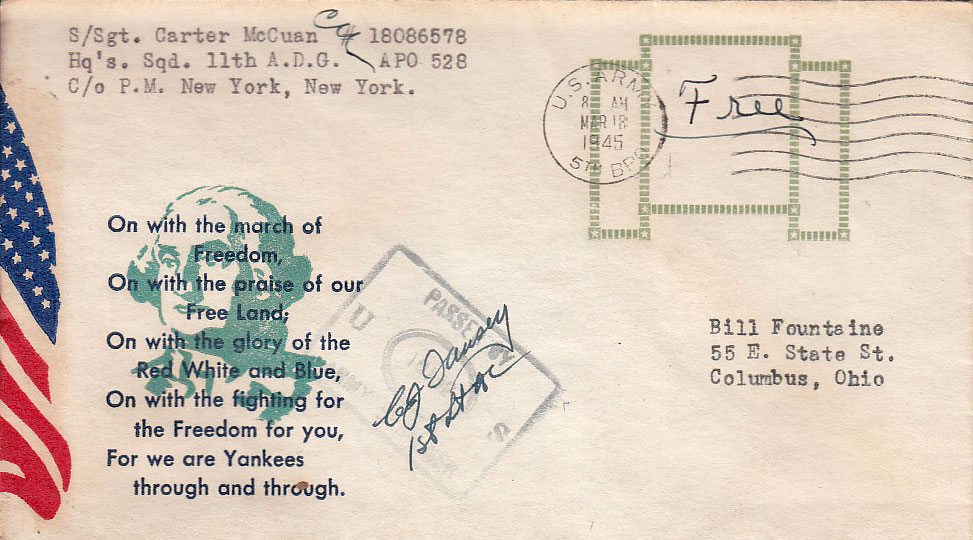 S/Sgt. Carter McCuan 18086578
Hq's. Sqd. 11th A.D.G. APO 528
C/o P.M. New York, New York.
U.S. ARMY
8 AM
MAR 18
1945
5TH BPO
Free
On with the march of
Freedom,
On with the praise of our
Free Land;
On with the glory of the
Red White and Blue,
On with the fighting for
the Freedom for you,
For we are Yankees
through and through.
PASSED BY
U
Bill Fountaine
55 E. State St.
Columbus, Ohio